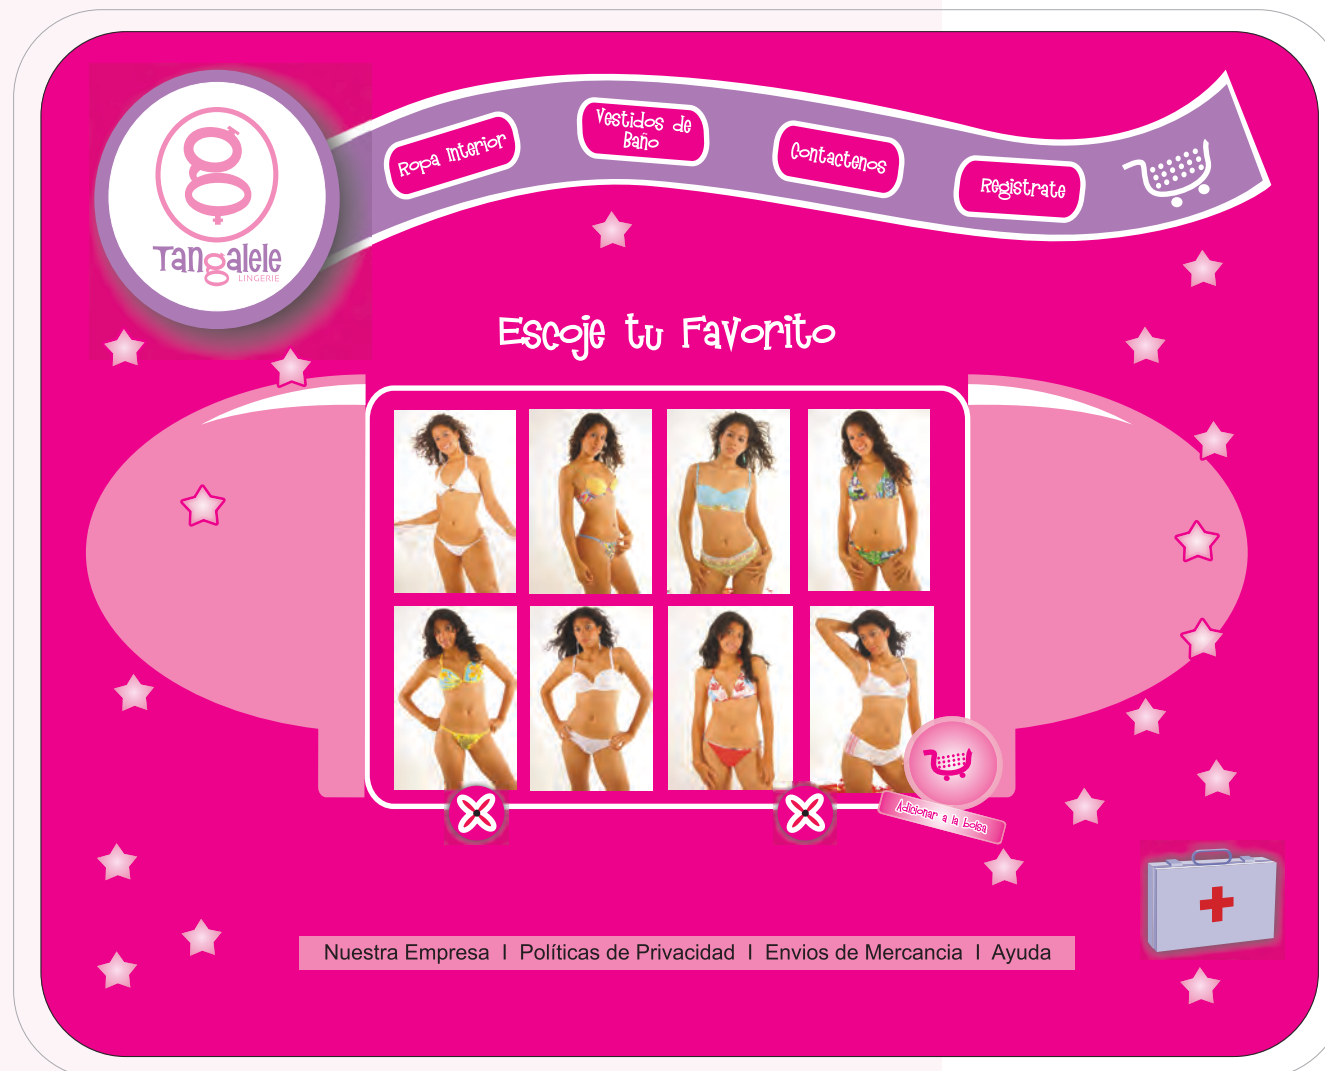 Tangalele
LINGERIE
Ropa Interior
Vestidos de
Baño
Contactenos
Registrate
Escoje tu Favorito
Adicionar a la bolsa
Nuestra Empresa I Políticas de Privacidad I Envios de Mercancia I Ayuda